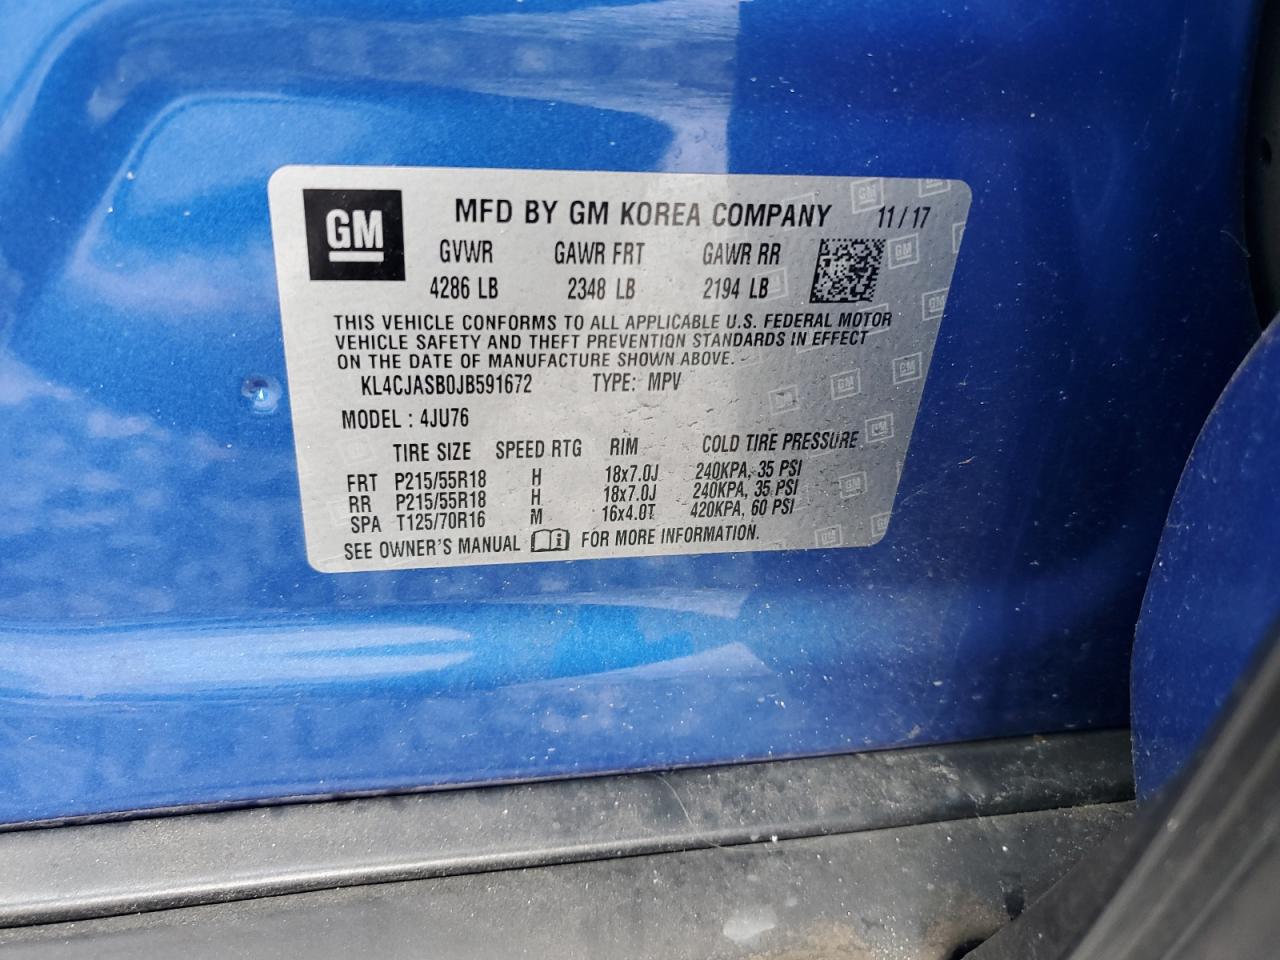 GM
MFD BY GM KOREA COMPANY 11/17
GVWR GAWR FRT GAWR RR
4286 LB 2348 LB 2194 LB
THIS VEHICLE CONFORMS TO ALL APPLICABLE U.S. FEDERAL MOTOR
VEHICLE SAFETY AND THEFT PREVENTION STANDARDS IN EFFECT
ON THE DATE OF MANUFACTURE SHOWN ABOVE.
KL4CJASB0JB591672 TYPE: MPV
MODEL : 4JU76
TIRE SIZE SPEED RTG RIM COLD TIRE PRESSURE
FRT P215/55R18 H 18x7.0J 240KPA, 35 PSI
RR P215/55R18 H 18x7.0J 240KPA, 35 PSI
SPA T125/70R16 M 16x4.0T 420KPA, 60 PSI
SEE OWNER'S MANUAL FOR MORE INFORMATION.